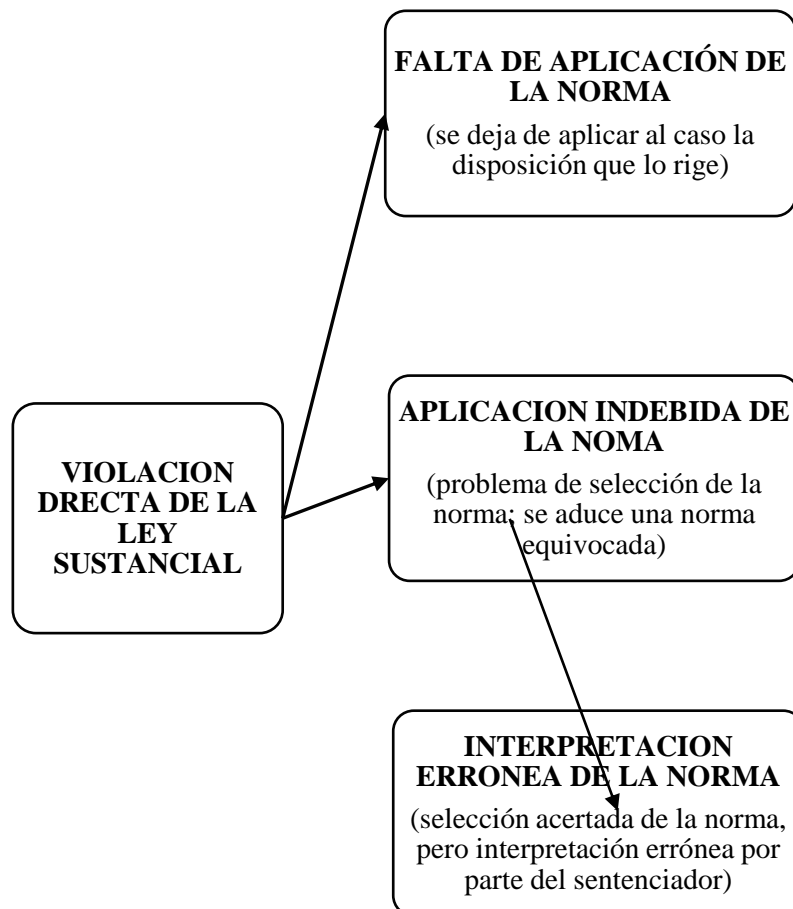 FALTA DE APLICACIÓN DE
LA NORMA
(se deja de aplicar al caso la
disposición que lo rige)
VIOLACION
DRECTA DE LA
LEY
SUSTANCIAL
APLICACION INDEBIDA DE
LA NOMA
(problema de selección de la
norma; se aduce una norma
equivocada)
INTERPRETACION
ERRONEA DE LA NORMA
(selección acertada de la norma,
pero interpretación errónea por
parte del sentenciador)